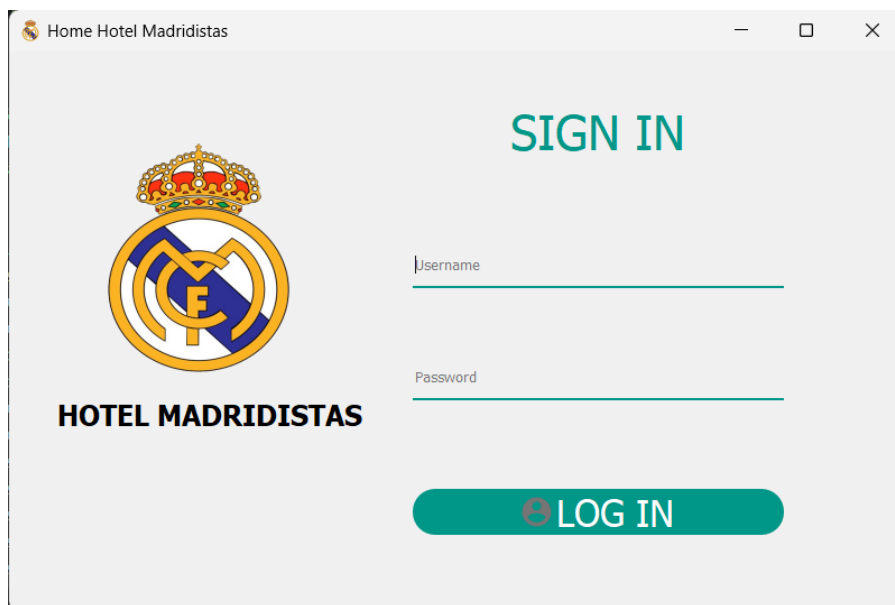 Home Hotel Madridistas
SIGN IN
Username
Password
HOTEL MADRIDISTAS
LOG IN